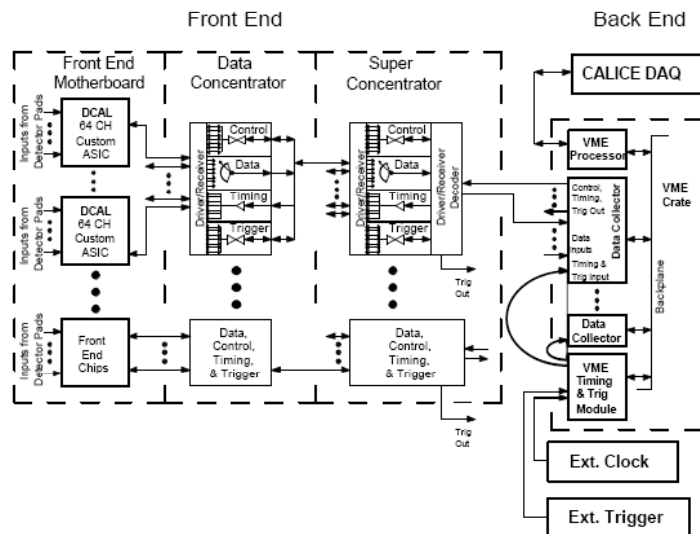 Front End
Back End
Front End
Motherboard
Data
Concentrator
Super
Concentrator
Inputs from
Detector Pads
DCAL
64 CH
Custom
ASIC
Inputs from
Detector Pads
DCAL
64 CH
Custom
ASIC
Inputs from
Detector Pads
Front
End
Chips
Driver/Receiver
Control
Data
Timing
Trigger
Data,
Control,
Timing,
& Trigger
Driver/Receiver
Control
Data
Timing
Trigger
Driver/Receiver
Decoder
Trig
Out
Data,
Control,
Timing,
& Trigger
Trig
Out
CALICE DAQ
VME
Processor
Control,
Timing,
Trig Out
Data
Inputs
Timing &
Trig Input
Data Collector
Data
Collector
VME
Timing
& Trig
Module
VME
Crate
Backplane
Ext. Clock
Ext. Trigger